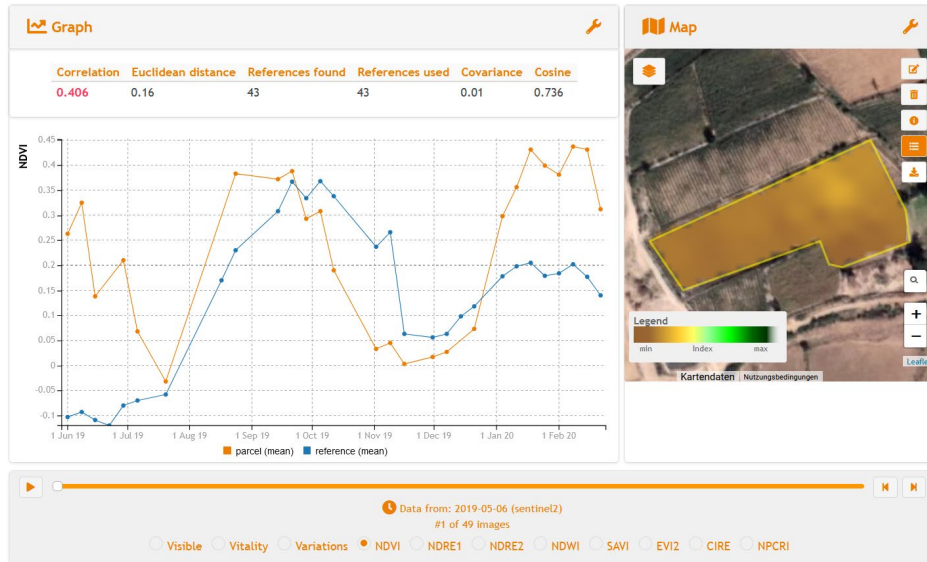 Graph
Correlation Euclidean distance References found References used Covariance Cosine
0.406 0.16 43 43 0.01 0.736
NDVI
0.45
0.4
0.35
0.3
0.25
0.2
0.15
0.1
0.05
0
-0.05
-0.1
1 Jun 19 1 Jul 19 1 Aug 19 1 Sep 19 1 Oct 19 1 Nov 19 1 Dec 19 1 Jan 20 1 Feb 20
parcel (mean) reference (mean)
Map
Legend
min Index max
+
−
Leafle
Kartendaten Nutzungsbedingungen
Data from: 2019-05-06 (sentinel2)
#1 of 49 images
Visible Vitality Variations NDVI NDRE1 NDRE2 NDWI SAVI EVI2 CIRE NPCRI